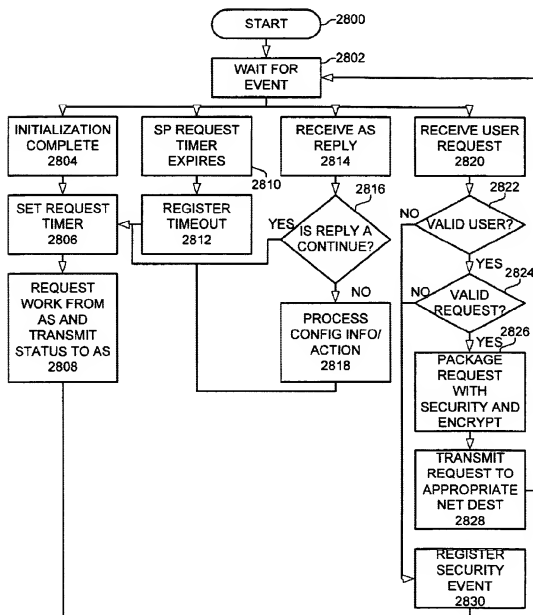 START
2800
2802
WAIT FOR
EVENT
INITIALIZATION
COMPLETE
2804
SP REQUEST
TIMER
EXPIRES
2810
RECEIVE AS
REPLY
2814
RECEIVE USER
REQUEST
2820
SET REQUEST
TIMER
2806
REGISTER
TIMEOUT
2812
2816
YES
IS REPLY A
CONTINUE?
NO
2822
NO
VALID USER?
YES
2824
NO
VALID
REQUEST?
YES
2826
REQUEST
WORK FROM
AS AND
TRANSMIT
STATUS TO AS
2808
PROCESS
CONFIG INFO/
ACTION
2818
PACKAGE
REQUEST
WITH
SECURITY AND
ENCRYPT
TRANSMIT
REQUEST TO
APPROPRIATE
NET DEST
2828
REGISTER
SECURITY
EVENT
2830